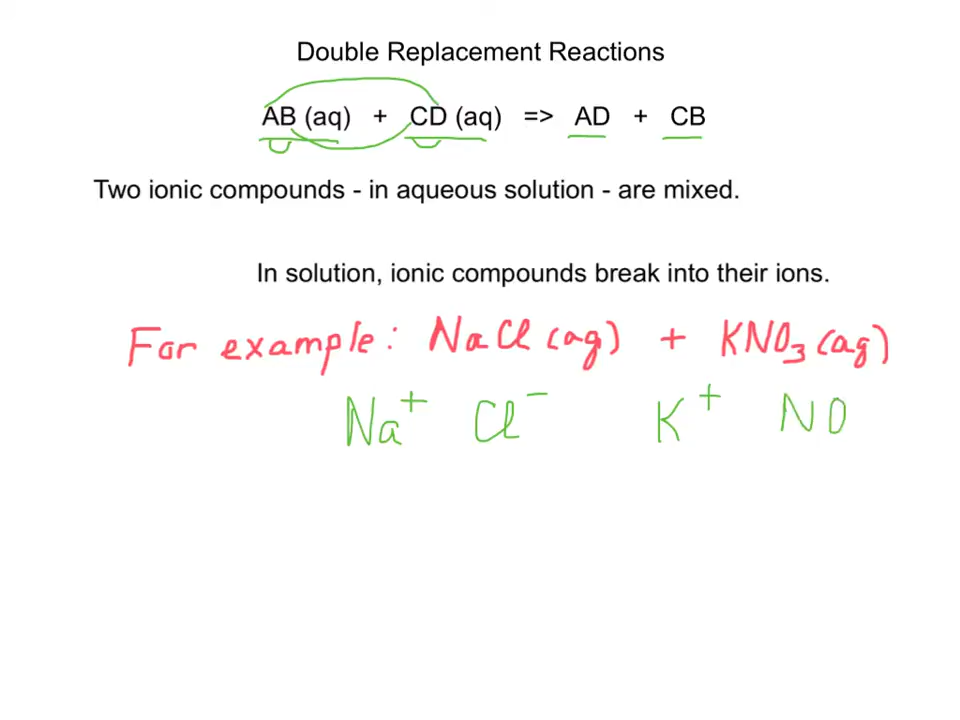 Double Replacement Reactions
AB (aq) + CD (aq) => AD + CB
Two ionic compounds - in aqueous solution - are mixed.
In solution, ionic compounds break into their ions.
For example: NaCl (aq) + KNO₃ (aq)
Na⁺ Cl⁻ K⁺ NO